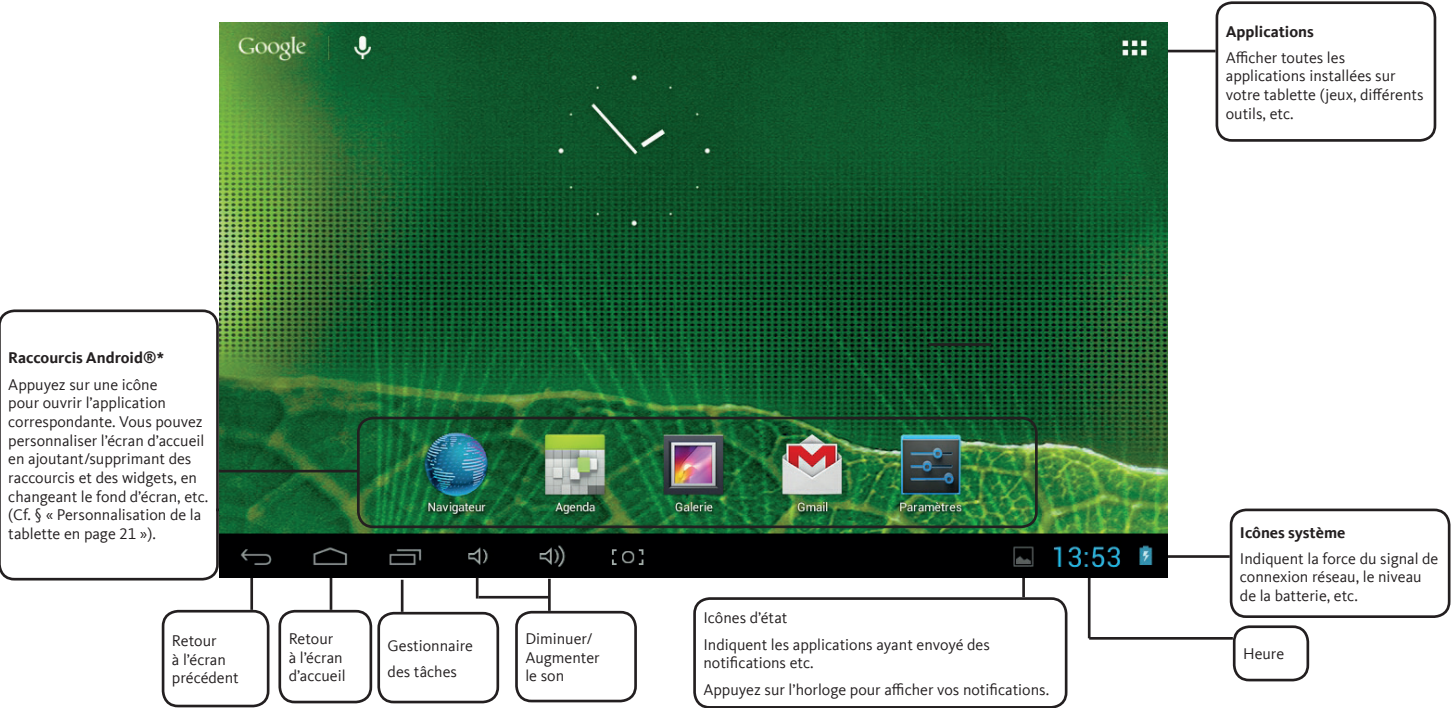 Applications
Afficher toutes les
applications installées sur
votre tablette (jeux, différents
outils, etc.
Google
Raccourcis Android®*
Appuyez sur une icône
pour ouvrir l'application
correspondante. Vous pouvez
personnaliser l'écran d'accueil
en ajoutant/supprimant des
raccourcis et des widgets, en
changeant le fond d'écran, etc.
(Cf. § « Personnalisation de la
tablette en page 21 »).
Navigateur
Agenda
Galerie
Gmail
Paramètres
13:53
Icônes système
Indiquent la force du signal de
connexion réseau, le niveau
de la batterie, etc.
Retour
à l'écran
précédent
Retour
à l'écran
d'accueil
Gestionnaire
des tâches
Diminuer/
Augmenter
le son
Icônes d'état
Indiquent les applications ayant envoyé des
notifications etc.
Appuyez sur l'horloge pour afficher vos notifications.
Heure